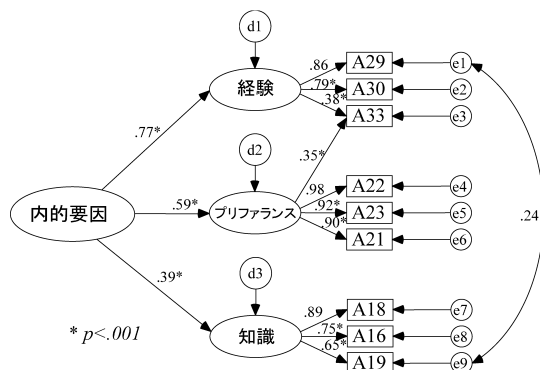 d1
経験
.86
A29
e1
.79*
A30
e2
.38*
A33
e3
.77*
d2
.35*
内的要因
.59*
プリファランス
.98
A22
e4
.92*
A23
e5
.90*
A21
e6
.24
.39*
d3
知識
.89
A18
e7
.75*
A16
e8
.65*
A19
e9
* p<.001